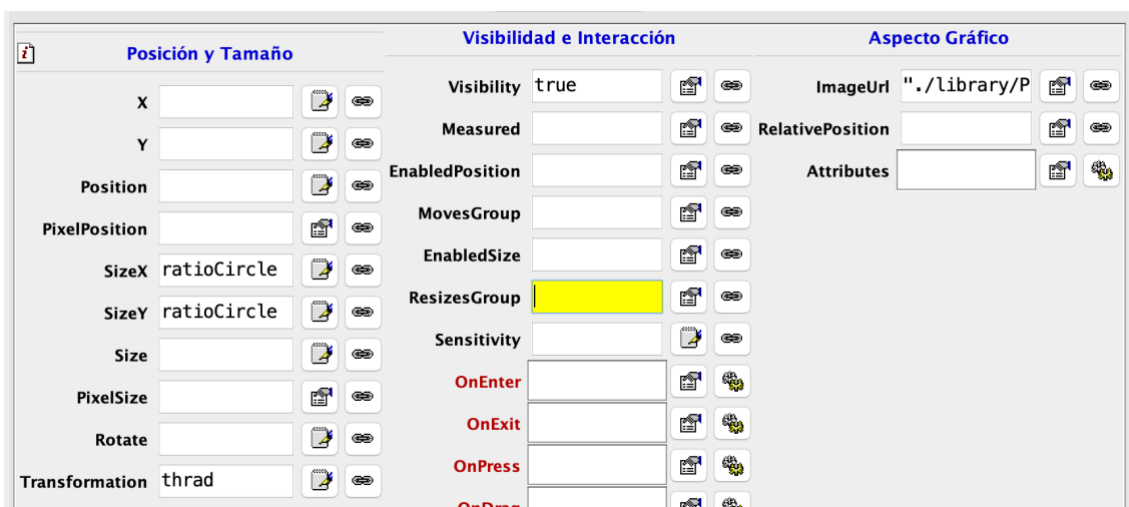 Posición y Tamaño
X
Y
Position
PixelPosition
SizeX ratioCircle
SizeY ratioCircle
Size
PixelSize
Rotate
Transformation thrad
Visibilidad e Interacción
Visibility true
Measured
EnabledPosition
MovesGroup
EnabledSize
ResizesGroup
Sensitivity
OnEnter
OnExit
OnPress
OnDrag
Aspecto Gráfico
ImageUrl "./library/P
RelativePosition
Attributes